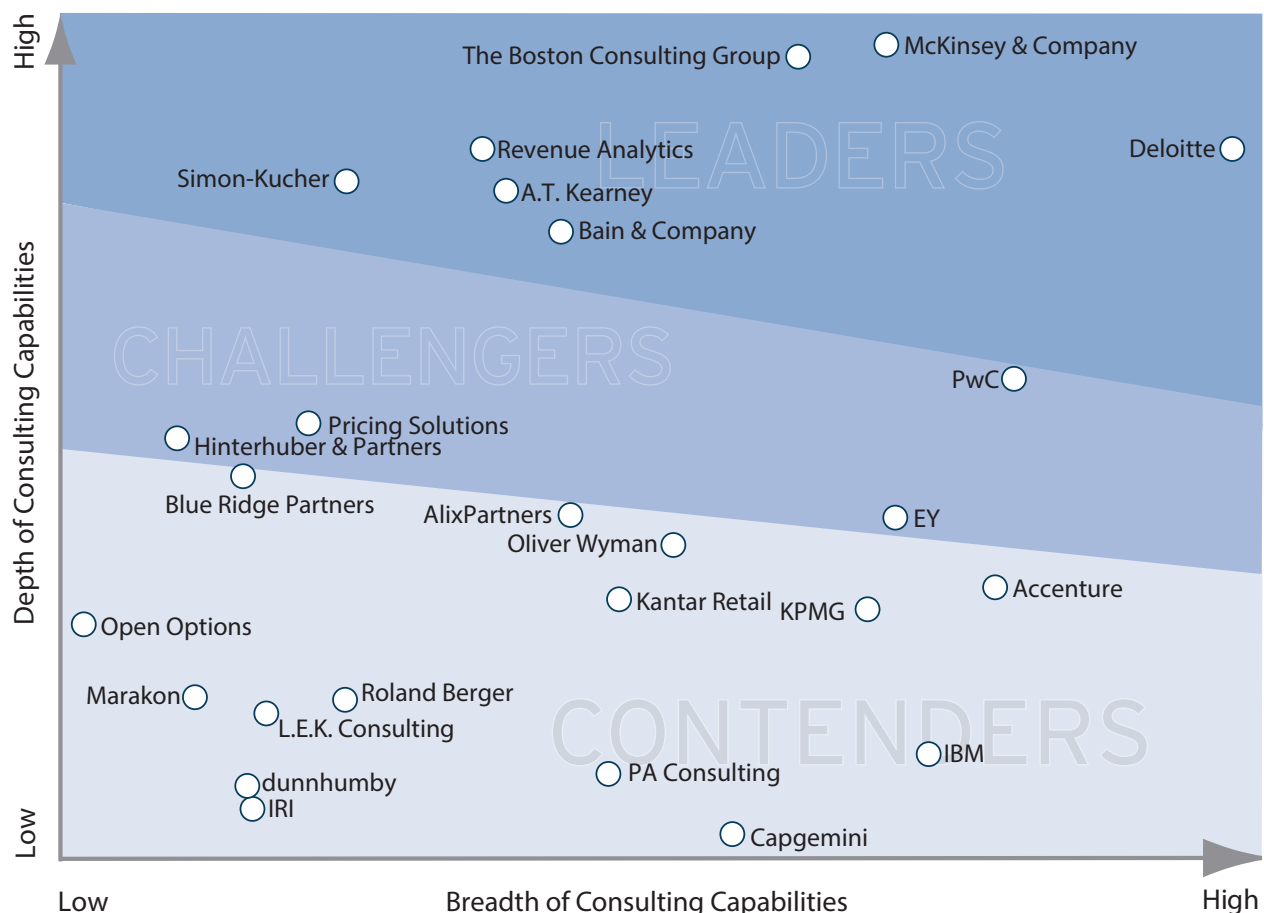 High
The Boston Consulting Group
McKinsey & Company
LEADERS
Revenue Analytics
Deloitte
Simon-Kucher
A.T. Kearney
Bain & Company
Depth of Consulting Capabilities
CHALLENGERS
PwC
Pricing Solutions
Hinterhuber & Partners
Blue Ridge Partners
AlixPartners
EY
Oliver Wyman
Accenture
Kantar Retail
KPMG
Open Options
Marakon
Roland Berger
L.E.K. Consulting
CONTENDERS
IBM
PA Consulting
dunnhumby
IRI
Capgemini
Low
Low
Breadth of Consulting Capabilities
High